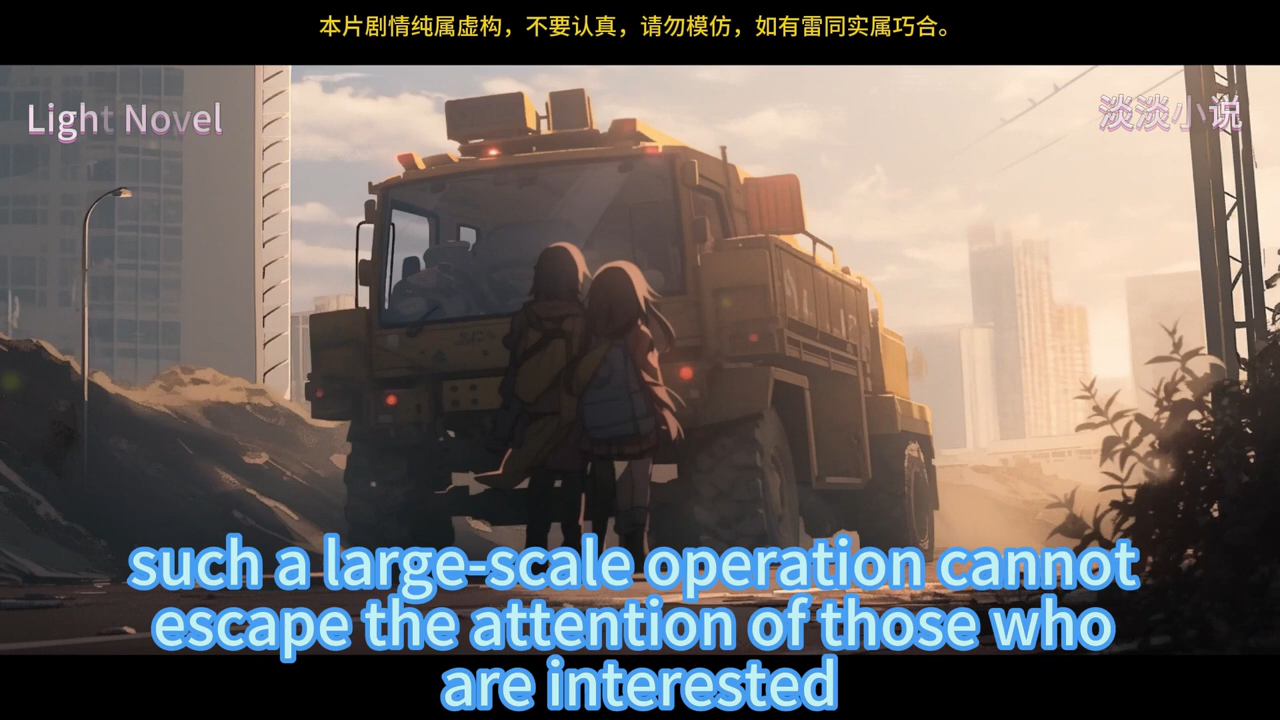 本片剧情纯属虚构，不要认真，请勿模仿，如有雷同实属巧合。
Light Novel
淡淡小说
such a large-scale operation cannot
escape the attention of those who
are interested